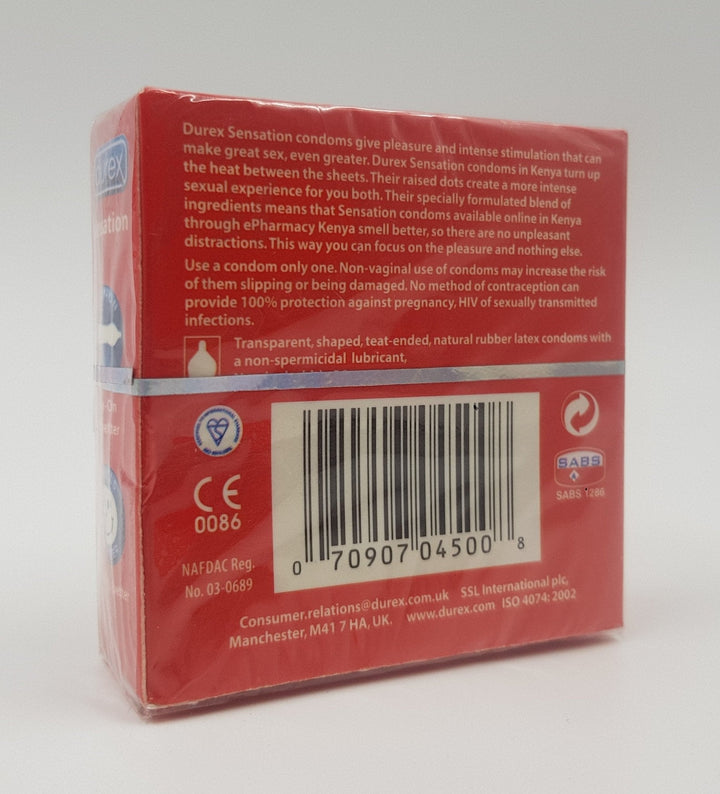 Durex Sensation condoms give pleasure and intense stimulation that can
make great sex, even greater. Durex Sensation condoms in Kenya turn up
the heat between the sheets. Their raised dots create a more intense
sexual experience for you both. Their specially formulated blend of
ingredients means that Sensation condoms available online in Kenya
through ePharmacy Kenya smell better, so there are no unpleasant
distractions. This way you can focus on the pleasure and nothing else.
Use a condom only one. Non-vaginal use of condoms may increase the risk
of them slipping or being damaged. No method of contraception can
provide 100% protection against pregnancy, HIV of sexually transmitted
infections.
Transparent, shaped, teat-ended, natural rubber latex condoms with
a non-spermicidal lubricant,
CE
0086
SABS
SABS 1286
0 70907 04500 8
NAFDAC Reg.
No. 03-0689
Consumer.relations@durex.com.uk SSL International plc,
Manchester, M41 7 HA, UK. www.durex.com ISO 4074: 2002